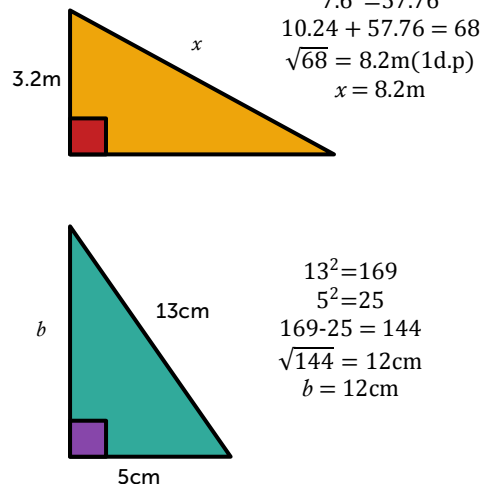 7.6 =57.76
10.24 + 57.76 = 68
x
3.2m
√68 = 8.2m(1d.p)
x = 8.2m
13²=169
5²=25
13cm
b
169-25 = 144
√144 = 12cm
b = 12cm
5cm